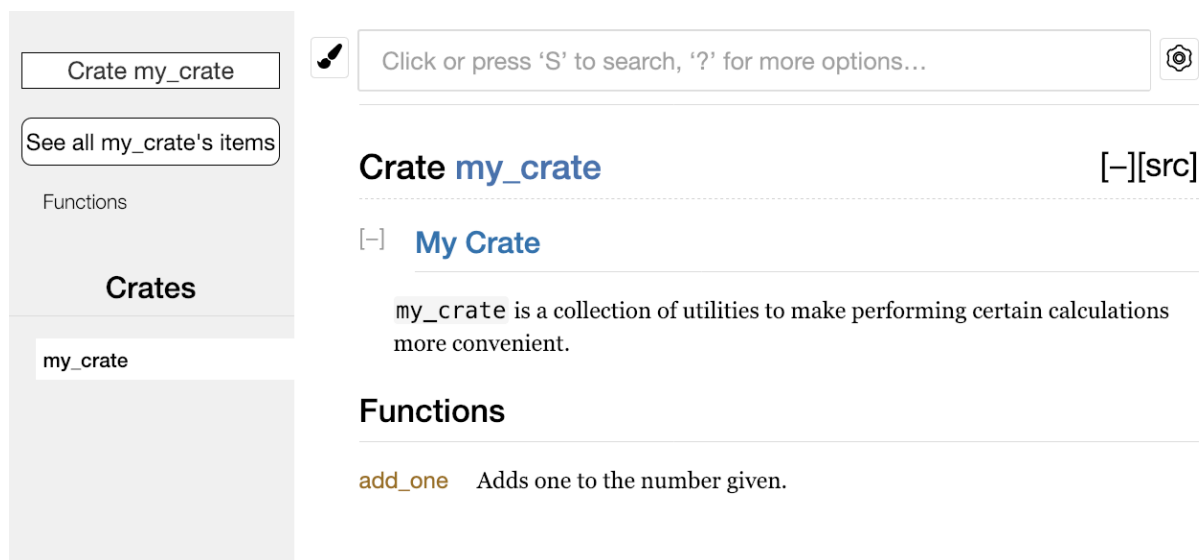 Crate my_crate
See all my_crate's items
Functions
Crates
my_crate
Click or press ‘S’ to search, ‘?’ for more options…
Crate my_crate [−][src]
[−] My Crate
my_crate is a collection of utilities to make performing certain calculations
more convenient.
Functions
add_one Adds one to the number given.